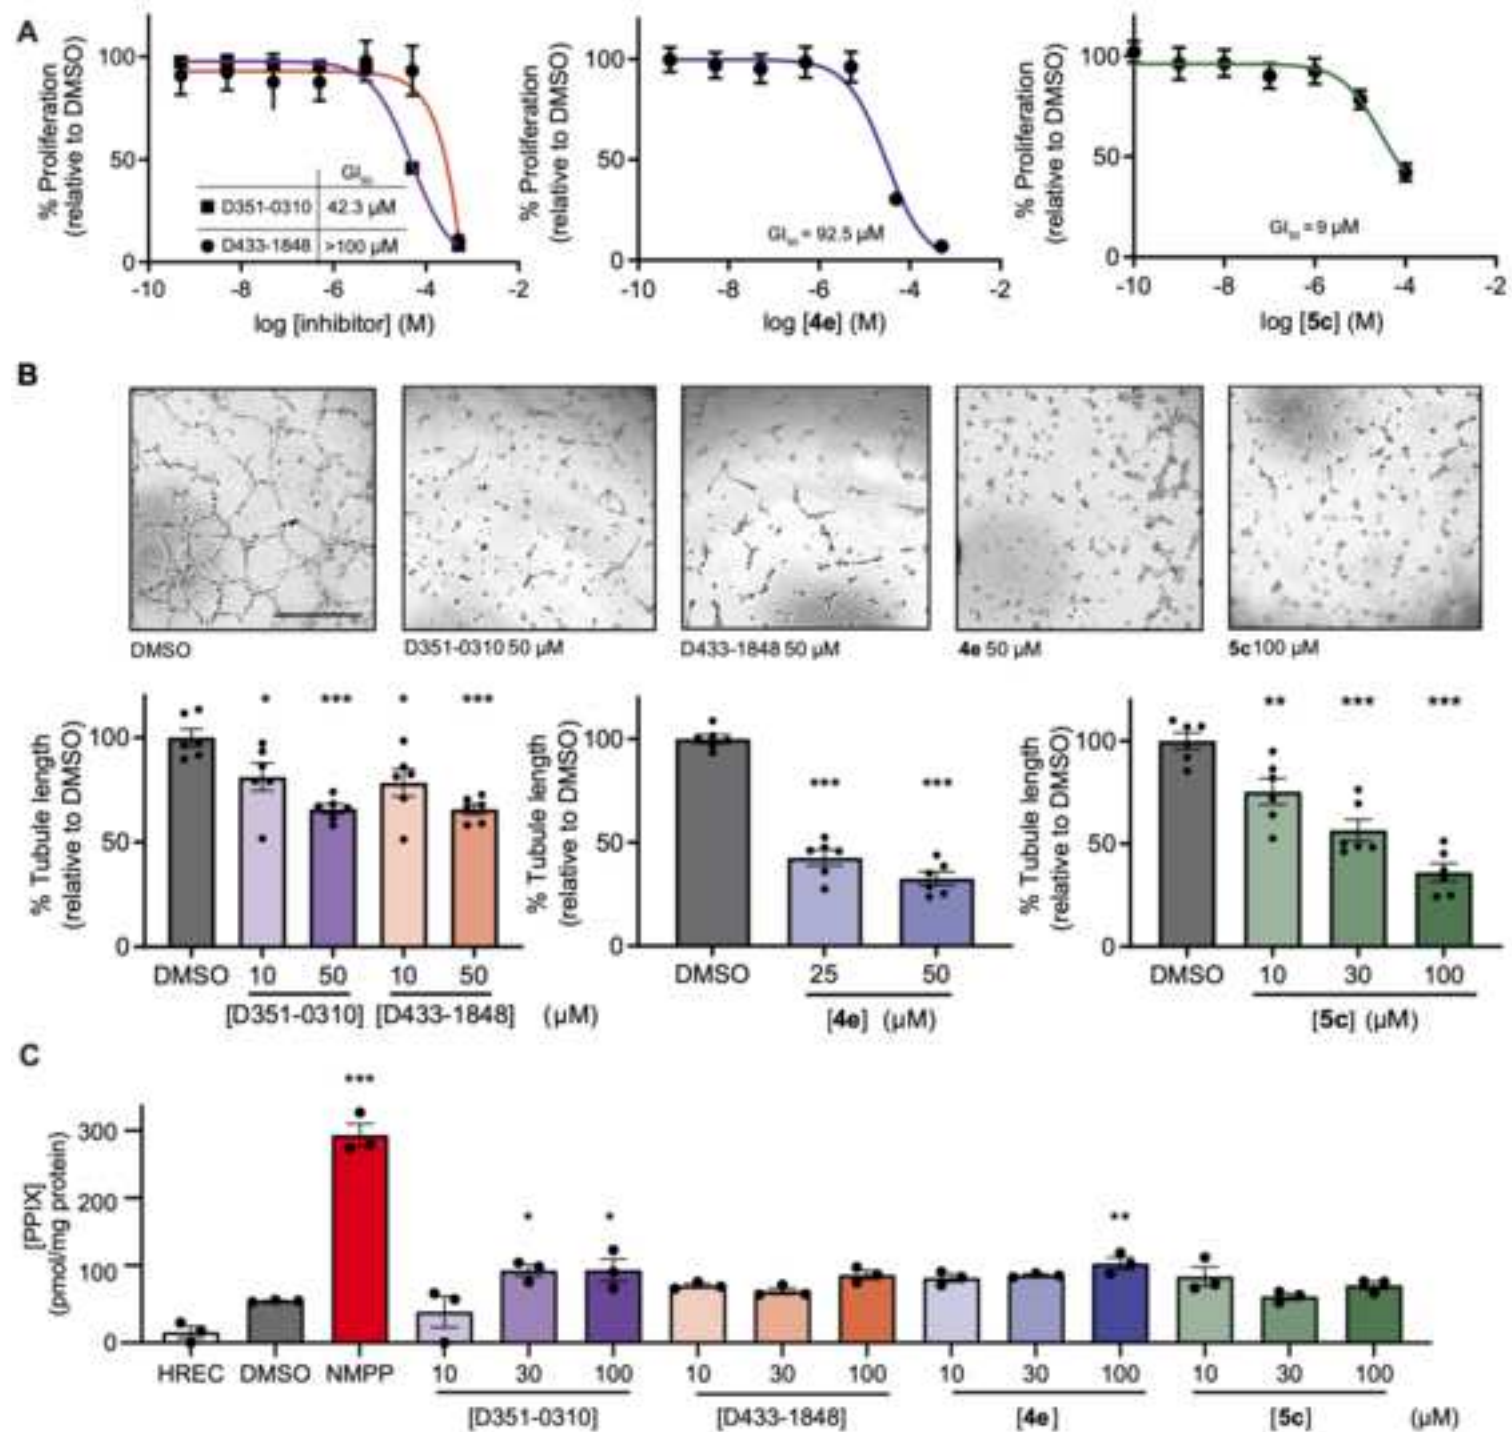 A
% Proliferation
(relative to DMSO)
100
50
0
-10 -8 -6 -4 -2
log [inhibitor] (M)
GI50
D351-0310 42.3 µM
D433-1848 >100 µM
% Proliferation
(relative to DMSO)
100
50
0
GI50 = 92.5 µM
-10 -8 -6 -4 -2
log [4e] (M)
% Proliferation
(relative to DMSO)
100
50
0
GI50 = 9 µM
-10 -8 -6 -4 -2
log [5c] (M)
B
DMSO
D351-0310 50 µM
D433-1848 50 µM
4e 50 µM
5c 100 µM
% Tubule length
(relative to DMSO)
100
50
0
* *** * ***
DMSO 10 50 10 50
[D351-0310] [D433-1848] (µM)
% Tubule length
(relative to DMSO)
100
50
0
*** ***
DMSO 25 50
[4e] (µM)
% Tubule length
(relative to DMSO)
100
50
0
** *** ***
DMSO 10 30 100
[5c] (µM)
C
[PPIX]
(pmol/mg protein)
300
200
100
0
***
* * **
HREC DMSO NMPP 10 30 100 10 30 100 10 30 100 10 30 100
[D351-0310] [D433-1848] [4e] [5c] (µM)